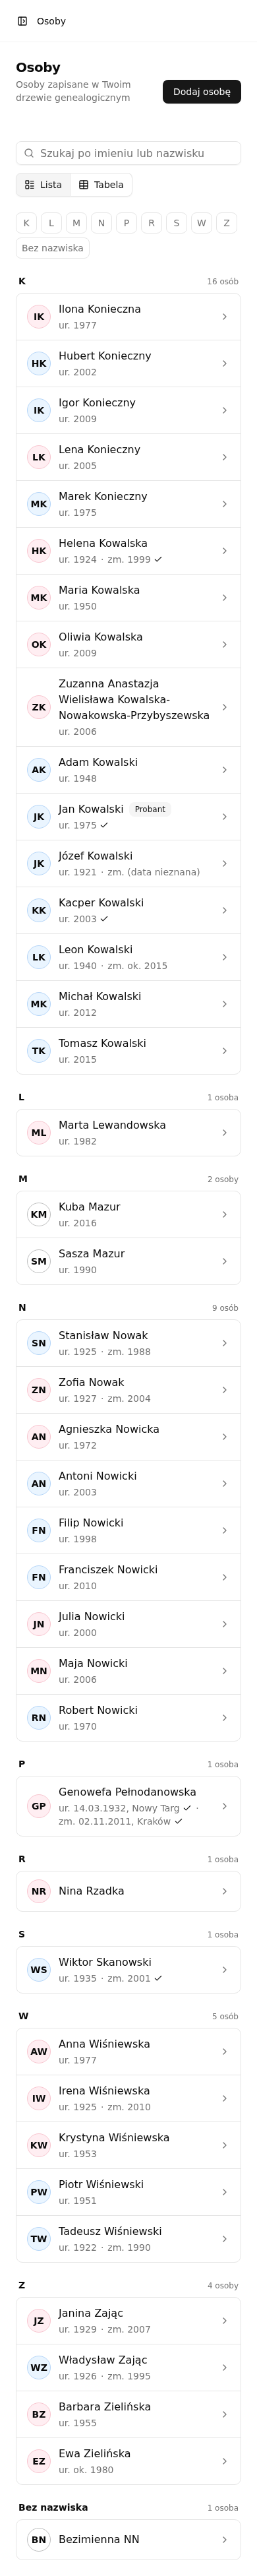 Osoby
Osoby
Osoby zapisane w Twoim
drzewie genealogicznym
Dodaj osobę
Szukaj po imieniu lub nazwisku
Lista Tabela
K L M N P R S W Z
Bez nazwiska
K 16 osób
IK Ilona Konieczna
ur. 1977
HK Hubert Konieczny
ur. 2002
IK Igor Konieczny
ur. 2009
LK Lena Konieczny
ur. 2005
MK Marek Konieczny
ur. 1975
HK Helena Kowalska
ur. 1924 · zm. 1999 ✓
MK Maria Kowalska
ur. 1950
OK Oliwia Kowalska
ur. 2009
Zuzanna Anastazja
Wielisława Kowalska-
ZK Nowakowska-Przybyszewska
ur. 2006
AK Adam Kowalski
ur. 1948
JK Jan Kowalski Probant
ur. 1975 ✓
JK Józef Kowalski
ur. 1921 · zm. (data nieznana)
KK Kacper Kowalski
ur. 2003 ✓
LK Leon Kowalski
ur. 1940 · zm. ok. 2015
MK Michał Kowalski
ur. 2012
TK Tomasz Kowalski
ur. 2015
L 1 osoba
ML Marta Lewandowska
ur. 1982
M 2 osoby
KM Kuba Mazur
ur. 2016
SM Sasza Mazur
ur. 1990
N 9 osób
SN Stanisław Nowak
ur. 1925 · zm. 1988
ZN Zofia Nowak
ur. 1927 · zm. 2004
AN Agnieszka Nowicka
ur. 1972
AN Antoni Nowicki
ur. 2003
FN Filip Nowicki
ur. 1998
FN Franciszek Nowicki
ur. 2010
JN Julia Nowicki
ur. 2000
MN Maja Nowicki
ur. 2006
RN Robert Nowicki
ur. 1970
P 1 osoba
GP Genowefa Pełnodanowska
ur. 14.03.1932, Nowy Targ ✓ ·
zm. 02.11.2011, Kraków ✓
R 1 osoba
NR Nina Rzadka
S 1 osoba
WS Wiktor Skanowski
ur. 1935 · zm. 2001 ✓
W 5 osób
AW Anna Wiśniewska
ur. 1977
IW Irena Wiśniewska
ur. 1925 · zm. 2010
KW Krystyna Wiśniewska
ur. 1953
PW Piotr Wiśniewski
ur. 1951
TW Tadeusz Wiśniewski
ur. 1922 · zm. 1990
Z 4 osoby
JZ Janina Zając
ur. 1929 · zm. 2007
WZ Władysław Zając
ur. 1926 · zm. 1995
BZ Barbara Zielińska
ur. 1955
EZ Ewa Zielińska
ur. ok. 1980
Bez nazwiska 1 osoba
BN Bezimienna NN